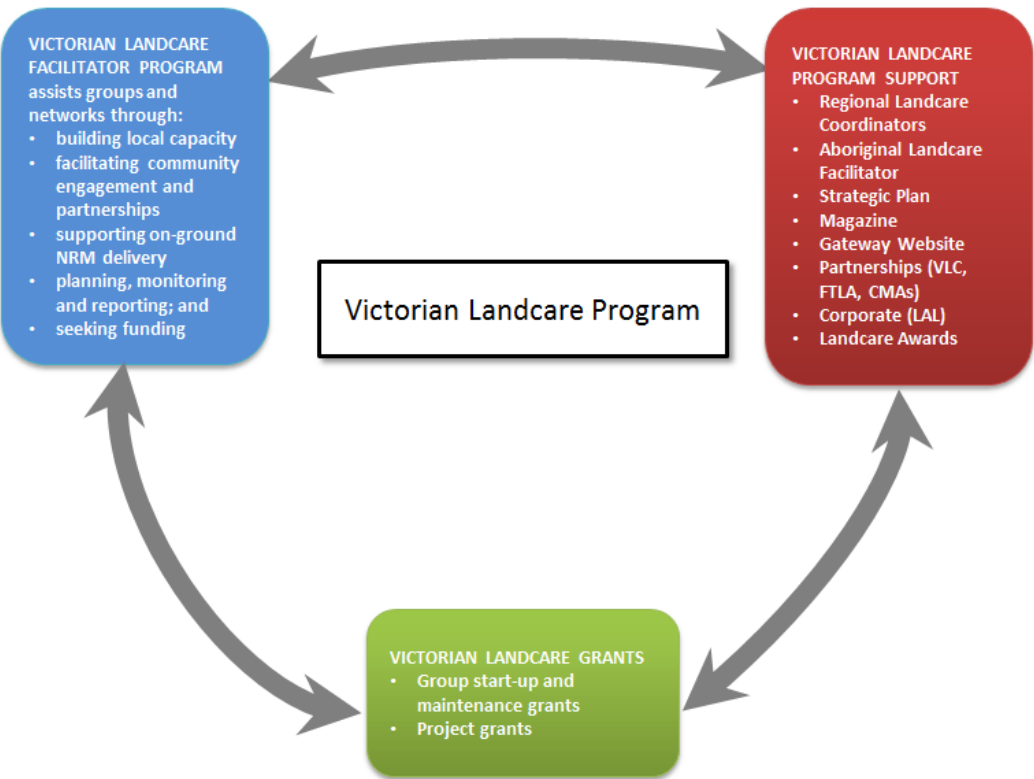 VICTORIAN LANDCARE
FACILITATOR PROGRAM
assists groups and
networks through:
• building local capacity
• facilitating community
engagement and
partnerships
• supporting on-ground
NRM delivery
• planning, monitoring
and reporting; and
• seeking funding
VICTORIAN LANDCARE
PROGRAM SUPPORT
• Regional Landcare
Coordinators
• Aboriginal Landcare
Facilitator
• Strategic Plan
• Magazine
• Gateway Website
• Partnerships (VLC,
FTLA, CMAs)
• Corporate (LAL)
• Landcare Awards
Victorian Landcare Program
VICTORIAN LANDCARE GRANTS
• Group start-up and
maintenance grants
• Project grants